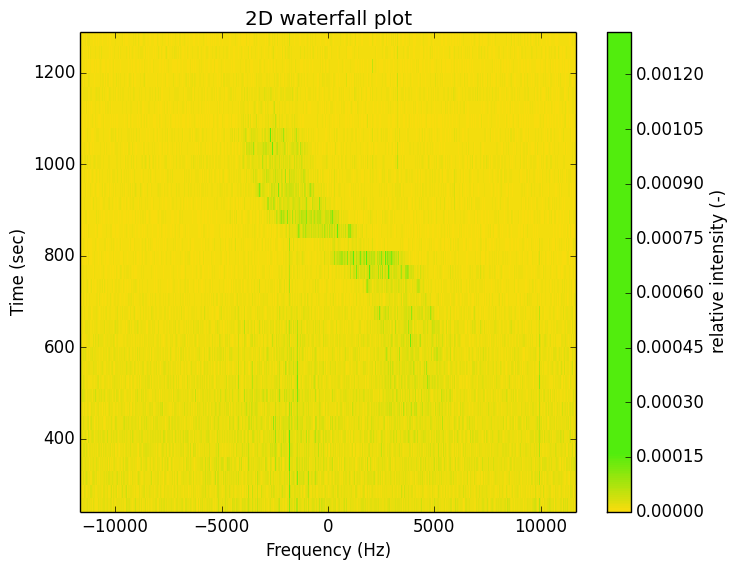 2D waterfall plot
1200
1000
800
600
400
Time (sec)
−10000 −5000 0 5000 10000
Frequency (Hz)
0.00120
0.00105
0.00090
0.00075
0.00060
0.00045
0.00030
0.00015
0.00000
relative intensity (-)